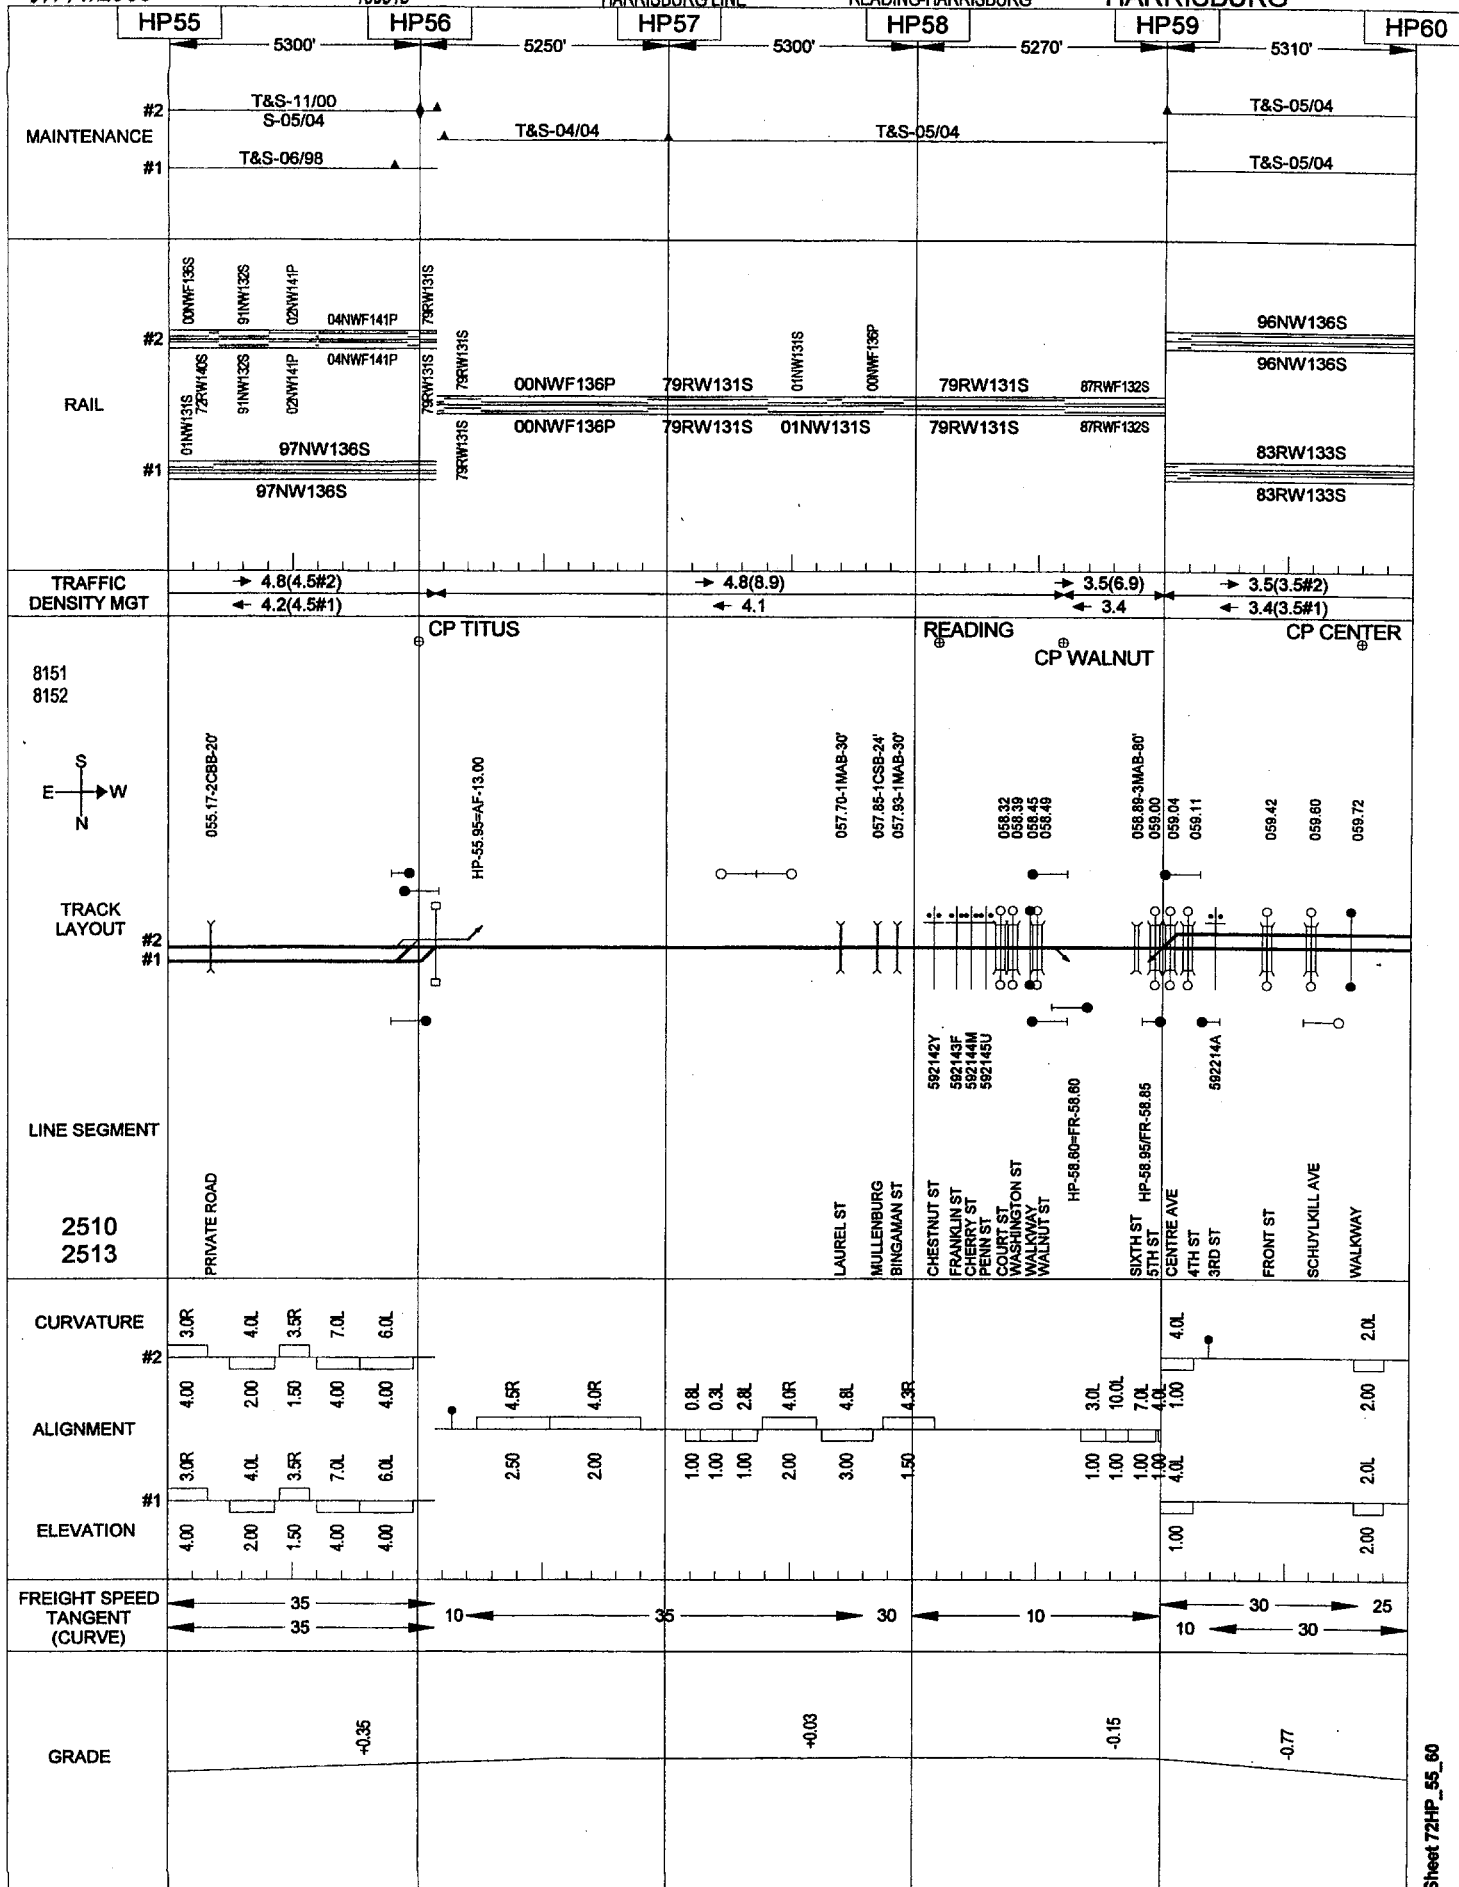 HARRISBURG LINE
READING-HARRISBURG
HARRISBURG
HP55 HP56 HP57 HP58 HP59 HP60
5300' 5250' 5300' 5270' 5310'
MAINTENANCE
#2
T&S-11/00
S-05/04
T&S-05/04
T&S-04/04
T&S-05/04
#1
T&S-06/98
T&S-05/04
RAIL
00NWF136S
91NW132S
02NW141P
04NWF141P
79RW131S
#2
04NWF141P
01NW131S
72RW140S
91NW132S
02NW141P
79RW131S
79RW131S
00NWF136P
79RW131S
01NW131S
00NWF136P
79RW131S
87RWF132S
79RW131S
00NWF136P
79RW131S
01NW131S
79RW131S
87RWF132S
96NW136S
96NW136S
#1
97NW136S
97NW136S
83RW133S
83RW133S
TRAFFIC
DENSITY MGT
→ 4.8(4.5#2)
← 4.2(4.5#1)
→ 4.8(8.9)
← 4.1
→ 3.5(6.9)
← 3.4
→ 3.5(3.5#2)
← 3.4(3.5#1)
CP TITUS
READING
CP WALNUT
CP CENTER
8151
8152
S
E W
N
055.17-2CBB-20'
HP-55.95=AF-13.00
057.70-1MAB-30'
057.85-1CSB-24'
057.93-1MAB-30'
058.32
058.39
058.45
058.49
058.89-3MAB-80'
059.00
059.04
059.11
059.42
059.60
059.72
TRACK
LAYOUT
#2
#1
592142Y
592143F
592144M
592145U
HP-58.60=FR-58.60
HP-58.95/FR-58.85
592214A
LINE SEGMENT
2510
2513
PRIVATE ROAD
LAUREL ST
MULLENBURG
BINGAMAN ST
CHESTNUT ST
FRANKLIN ST
CHERRY ST
PENN ST
COURT ST
WASHINGTON ST
WALKWAY
WALNUT ST
SIXTH ST
5TH ST
CENTRE AVE
4TH ST
3RD ST
FRONT ST
SCHUYLKILL AVE
WALKWAY
CURVATURE
3.0R 4.0L 3.5R 7.0L 6.0L 4.0L 2.0L
#2
4.00 2.00 1.50 4.00 4.00 1.00 2.00
ALIGNMENT
4.5R 4.0R 0.8L 0.3L 2.8L 4.0R 4.8L 4.3R 3.0L 10.0L 7.0L 4.0L
2.50 2.00 1.00 1.00 1.00 2.00 3.00 1.50 1.00 1.00 1.00 1.00
3.0R 4.0L 3.5R 7.0L 6.0L 4.0L 2.0L
#1
ELEVATION
4.00 2.00 1.50 4.00 4.00 1.00 2.00
FREIGHT SPEED
TANGENT
(CURVE)
35
35
10 35 30 10
30 25
10 30
GRADE
+0.35 +0.03 -0.15 -0.77
Sheet 72HP_55_60